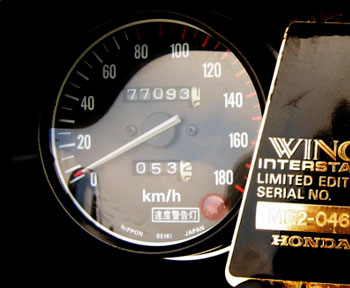 20
40
60
80
100
120
140
160
180
0
77093
053
km/h
速度警告灯
NIPPON SEIKI JAPAN
WING
INTERSTA
LIMITED EDIT
SERIAL NO.
HONDA